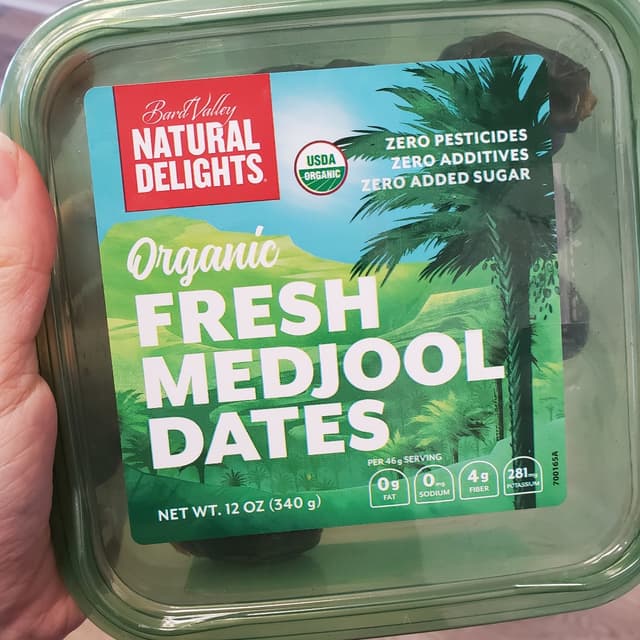 Bard Valley
NATURAL
DELIGHTS
USDA
ORGANIC
ZERO PESTICIDES
ZERO ADDITIVES
ZERO ADDED SUGAR
Organic
FRESH
MEDJOOL
DATES
PER 46g SERVING
0g
FAT
0mg
SODIUM
4g
FIBER
281mg
POTASSIUM
NET WT. 12 OZ (340 g)
700165A